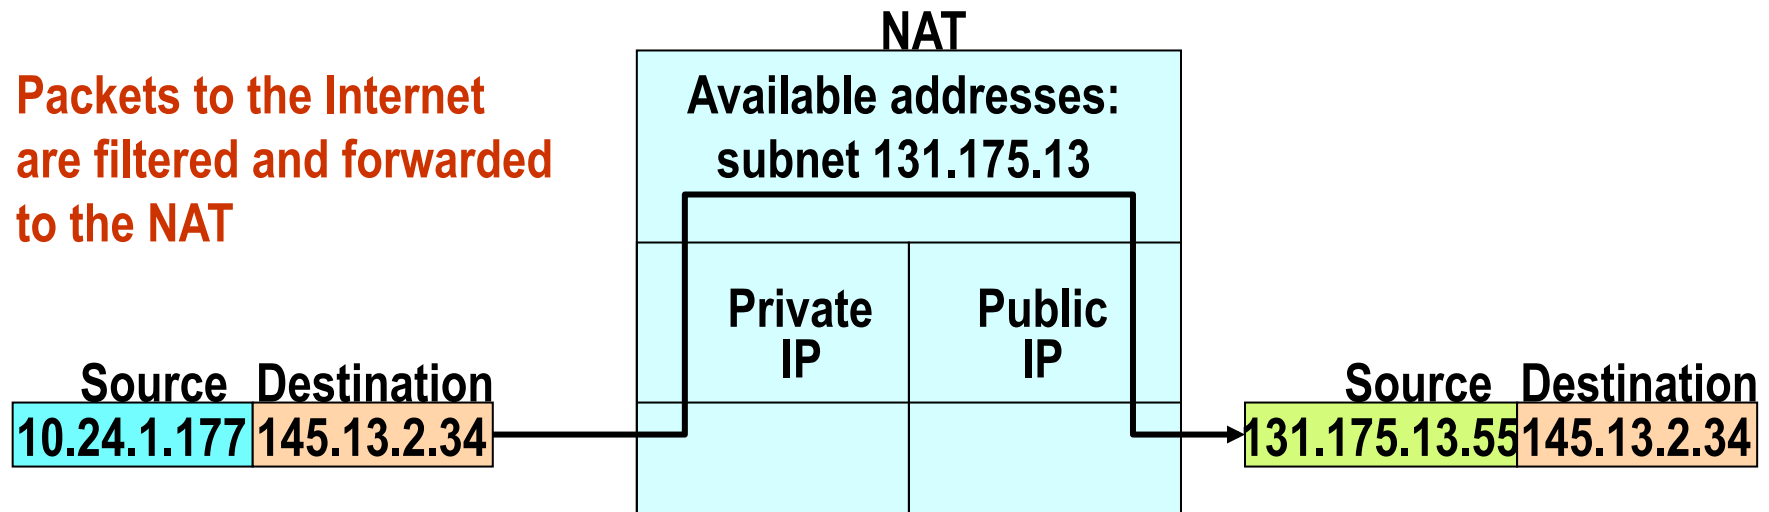 NAT
Packets to the Internet
are filtered and forwarded
to the NAT
Available addresses:
subnet 131.175.13
Private
IP
Public
IP
Source Destination
10.24.1.177 145.13.2.34
Source Destination
131.175.13.55 145.13.2.34